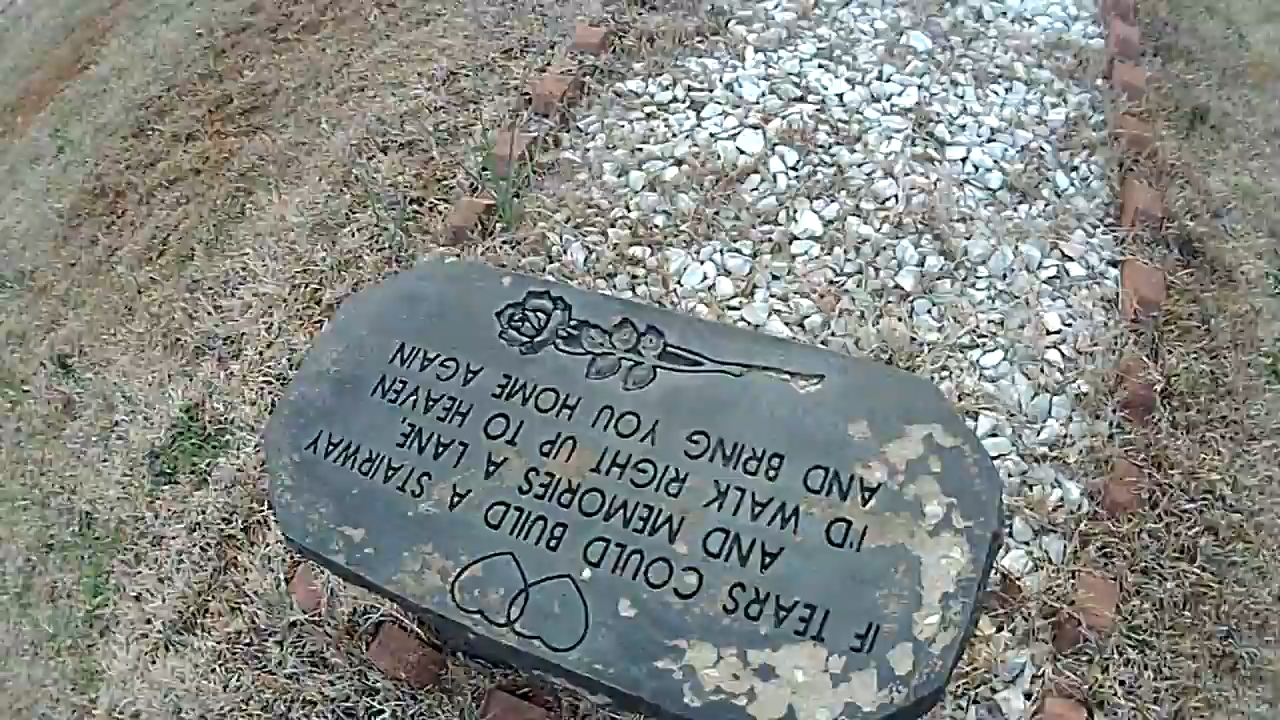 IF TEARS COULD BUILD A STAIRWAY
AND MEMORIES A LANE,
I'D WALK RIGHT UP TO HEAVEN
AND BRING YOU HOME AGAIN